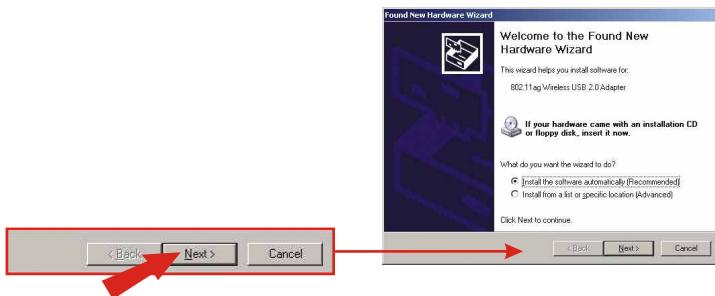 Found New Hardware Wizard
Welcome to the Found New
Hardware Wizard
This wizard helps you install software for:
802.11ag Wireless USB 2.0 Adapter
If your hardware came with an installation CD
or floppy disk, insert it now.
What do you want the wizard to do?
Install the software automatically (Recommended)
Install from a list or specific location (Advanced)
Click Next to continue.
< Back
Next >
Cancel
< Back
Next >
Cancel